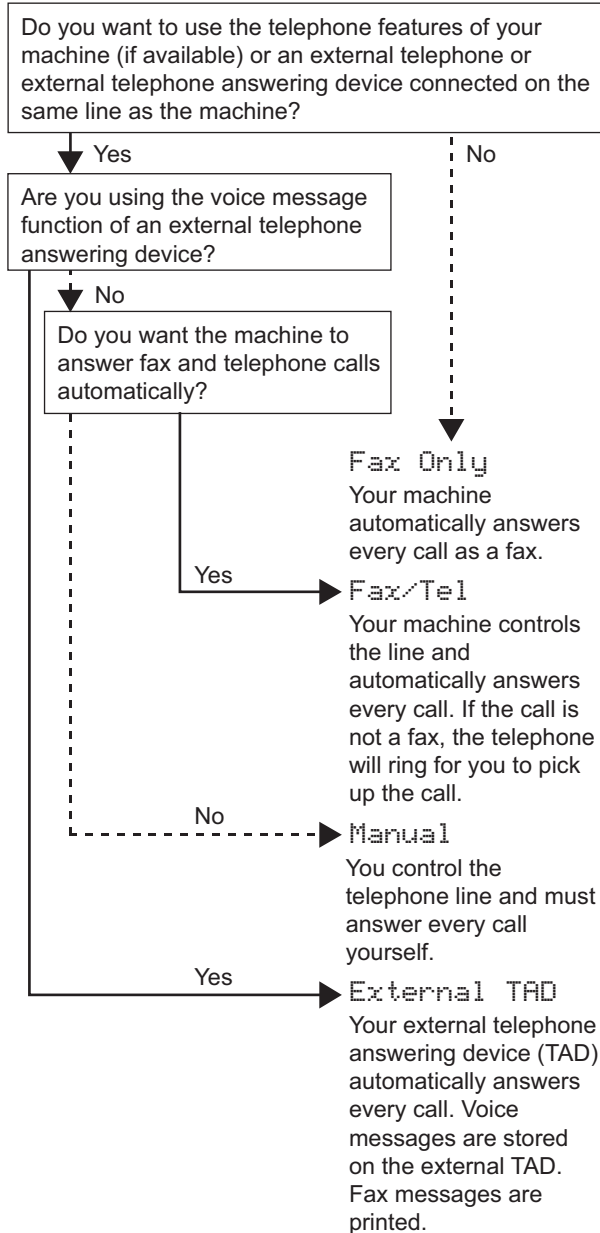 Do you want to use the telephone features of your
machine (if available) or an external telephone or
external telephone answering device connected on the
same line as the machine?
Yes
No
Are you using the voice message
function of an external telephone
answering device?
No
Do you want the machine to
answer fax and telephone calls
automatically?
Fax Only
Your machine
automatically answers
every call as a fax.
Yes
Fax/Tel
Your machine controls
the line and
automatically answers
every call. If the call is
not a fax, the telephone
will ring for you to pick
up the call.
No
Manual
You control the
telephone line and must
answer every call
yourself.
Yes
External TAD
Your external telephone
answering device (TAD)
automatically answers
every call. Voice
messages are stored
on the external TAD.
Fax messages are
printed.